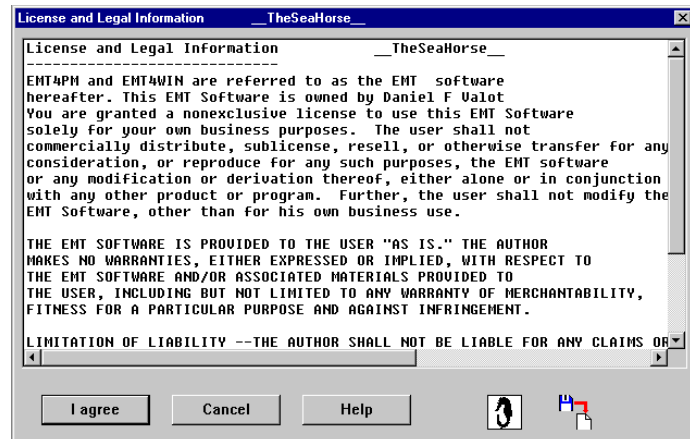 License and Legal Information __TheSeaHorse__
License and Legal Information __TheSeaHorse__
-----------------------------
EMT4PM and EMT4WIN are referred to as the EMT software
hereafter. This EMT Software is owned by Daniel F Valot
You are granted a nonexclusive license to use this EMT Software
solely for your own business purposes. The user shall not
commercially distribute, sublicense, resell, or otherwise transfer for any
consideration, or reproduce for any such purposes, the EMT software
or any modification or derivation thereof, either alone or in conjunction
with any other product or program. Further, the user shall not modify the
EMT Software, other than for his own business use.
THE EMT SOFTWARE IS PROVIDED TO THE USER "AS IS." THE AUTHOR
MAKES NO WARRANTIES, EITHER EXPRESSED OR IMPLIED, WITH RESPECT TO
THE EMT SOFTWARE AND/OR ASSOCIATED MATERIALS PROVIDED TO
THE USER, INCLUDING BUT NOT LIMITED TO ANY WARRANTY OF MERCHANTABILITY,
FITNESS FOR A PARTICULAR PURPOSE AND AGAINST INFRINGEMENT.
LIMITATION OF LIABILITY --THE AUTHOR SHALL NOT BE LIABLE FOR ANY CLAIMS OR
I agree Cancel Help